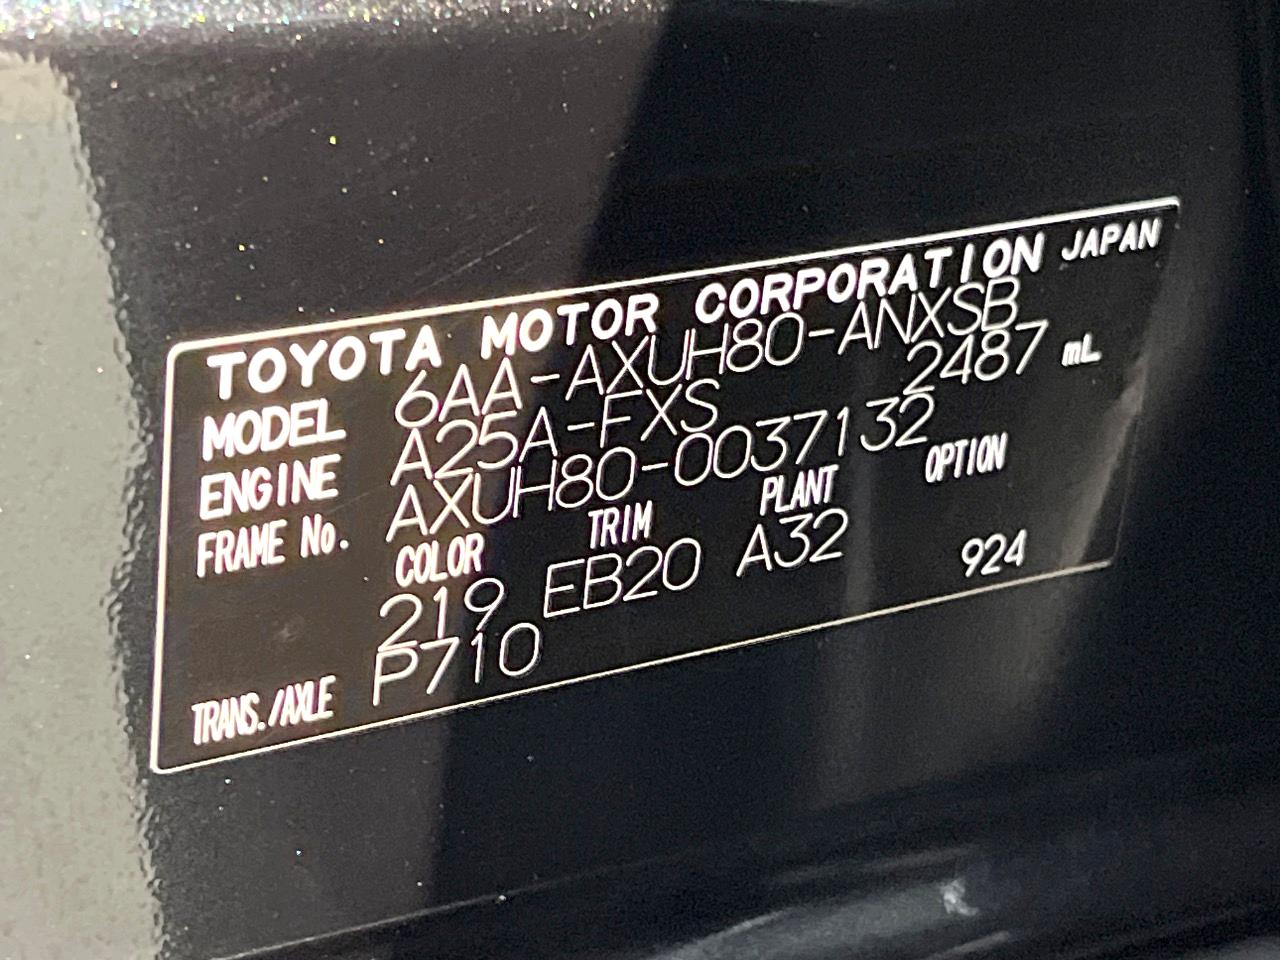 TOYOTA MOTOR CORPORATION JAPAN
MODEL 6AA-AXUH80-ANXSB
ENGINE A25A-FXS 2487 mL
FRAME No. AXUH80-0037132
COLOR TRIM PLANT OPTION
219 EB20 A32 924
TRANS./AXLE P710